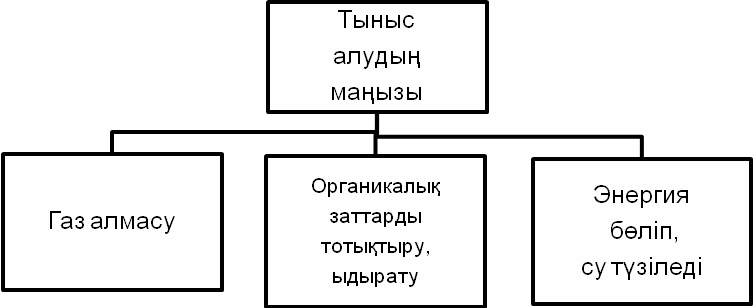 Тыныс
алудың
маңызы
Газ алмасу
Органикалық
заттарды
тотықтыру,
ыдырату
Энергия
бөліп,
су түзіледі